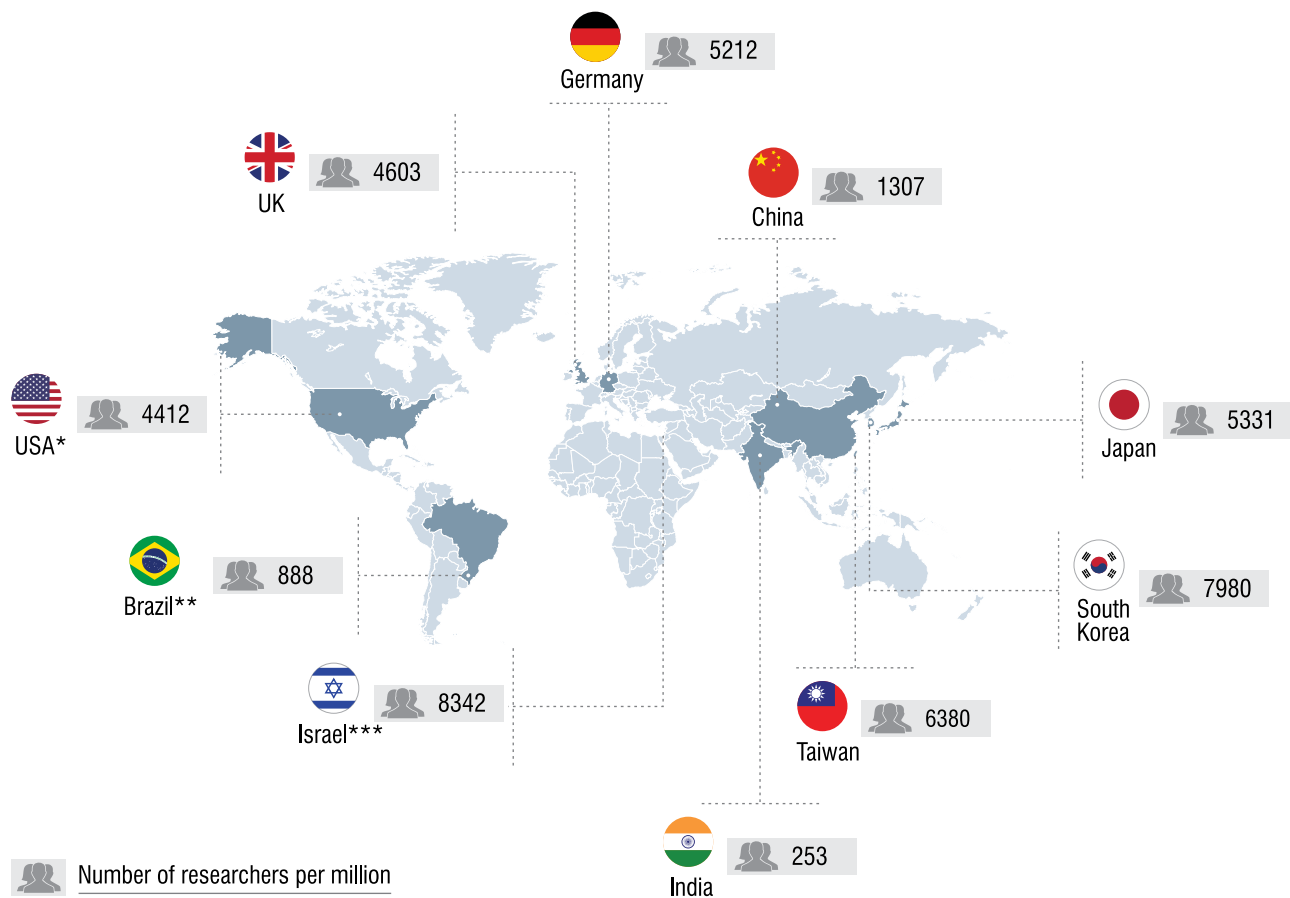 5212
Germany
4603
UK
1307
China
4412
USA*
5331
Japan
888
Brazil**
7980
South
Korea
8342
Israel***
6380
Taiwan
253
India
Number of researchers per million